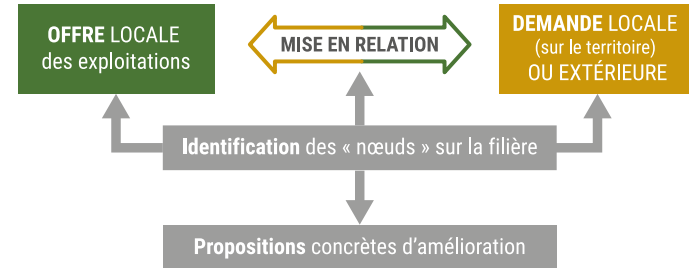 OFFRE LOCALE
des exploitations
MISE EN RELATION
DEMANDE LOCALE
(sur le territoire)
OU EXTÉRIEURE
Identification des « nœuds » sur la filière
Propositions concrètes d’amélioration